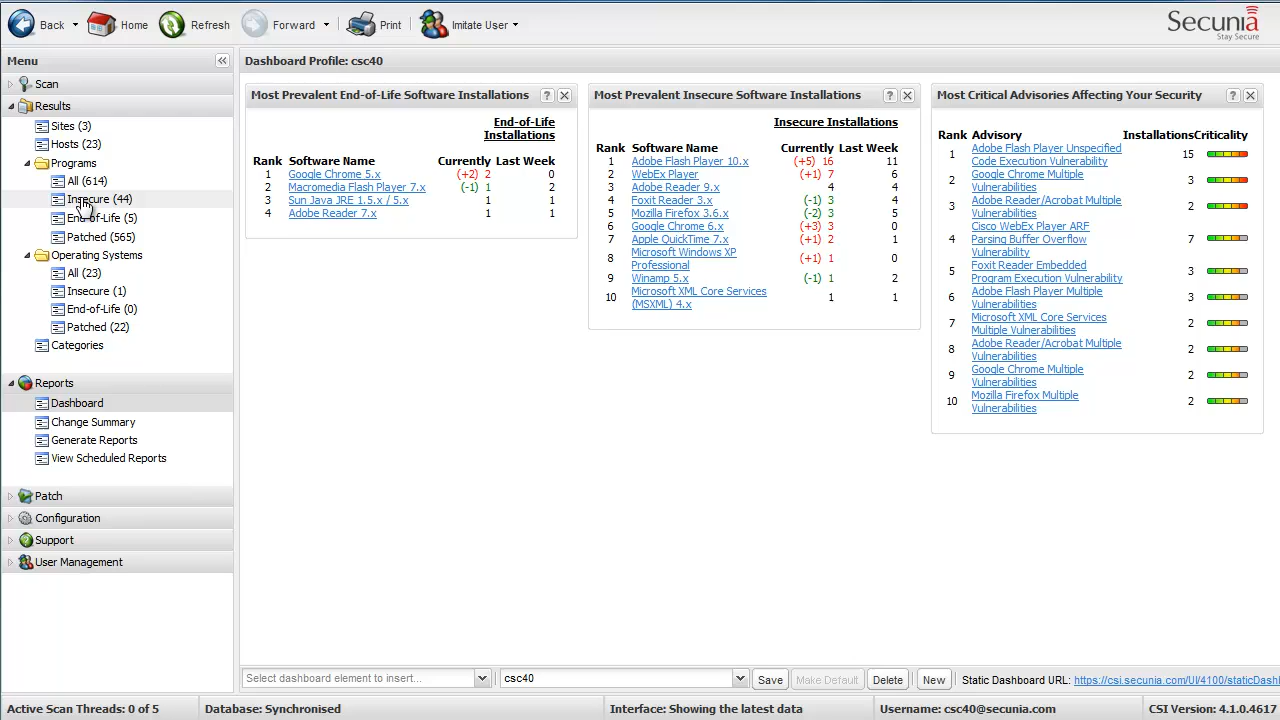 Back
Home
Refresh
Forward
Print
Imitate User
Secunia
Stay Secure
Menu
Scan
Results
Sites (3)
Hosts (23)
Programs
All (614)
Insecure (44)
End-of-Life (5)
Patched (565)
Operating Systems
All (23)
Insecure (1)
End-of-Life (0)
Patched (22)
Categories
Reports
Dashboard
Change Summary
Generate Reports
View Scheduled Reports
Patch
Configuration
Support
User Management
Dashboard Profile: csc40
Most Prevalent End-of-Life Software Installations
End-of-Life
Installations
Rank Software Name Currently Last Week
1 Google Chrome 5.x (+2) 2 0
2 Macromedia Flash Player 7.x (-1) 1 2
3 Sun Java JRE 1.5.x / 5.x 1 1
4 Adobe Reader 7.x 1 1
Most Prevalent Insecure Software Installations
Insecure Installations
Rank Software Name Currently Last Week
1 Adobe Flash Player 10.x (+5) 16 11
2 WebEx Player (+1) 7 6
3 Adobe Reader 9.x 4 4
4 Foxit Reader 3.x (-1) 3 4
5 Mozilla Firefox 3.6.x (-2) 3 5
6 Google Chrome 6.x (+3) 3 0
7 Apple QuickTime 7.x (+1) 2 1
8 Microsoft Windows XP (+1) 1 0
Professional
9 Winamp 5.x (-1) 1 2
10 Microsoft XML Core Services 1 1
(MSXML) 4.x
Most Critical Advisories Affecting Your Security
Rank Advisory Installations Criticality
1 Adobe Flash Player Unspecified 15
Code Execution Vulnerability
2 Google Chrome Multiple 3
Vulnerabilities
3 Adobe Reader/Acrobat Multiple 2
Vulnerabilities
Cisco WebEx Player ARF
4 Parsing Buffer Overflow 7
Vulnerability
5 Foxit Reader Embedded 3
Program Execution Vulnerability
6 Adobe Flash Player Multiple 3
Vulnerabilities
7 Microsoft XML Core Services 2
Multiple Vulnerabilities
8 Adobe Reader/Acrobat Multiple 2
Vulnerabilities
9 Google Chrome Multiple 2
Vulnerabilities
10 Mozilla Firefox Multiple 2
Vulnerabilities
Select dashboard element to insert...
csc40
Save
Make Default
Delete
New
Static Dashboard URL: https://csi.secunia.com/UI/4100/staticDashl
Active Scan Threads: 0 of 5
Database: Synchronised
Interface: Showing the latest data
Username: csc40@secunia.com
CSI Version: 4.1.0.4617